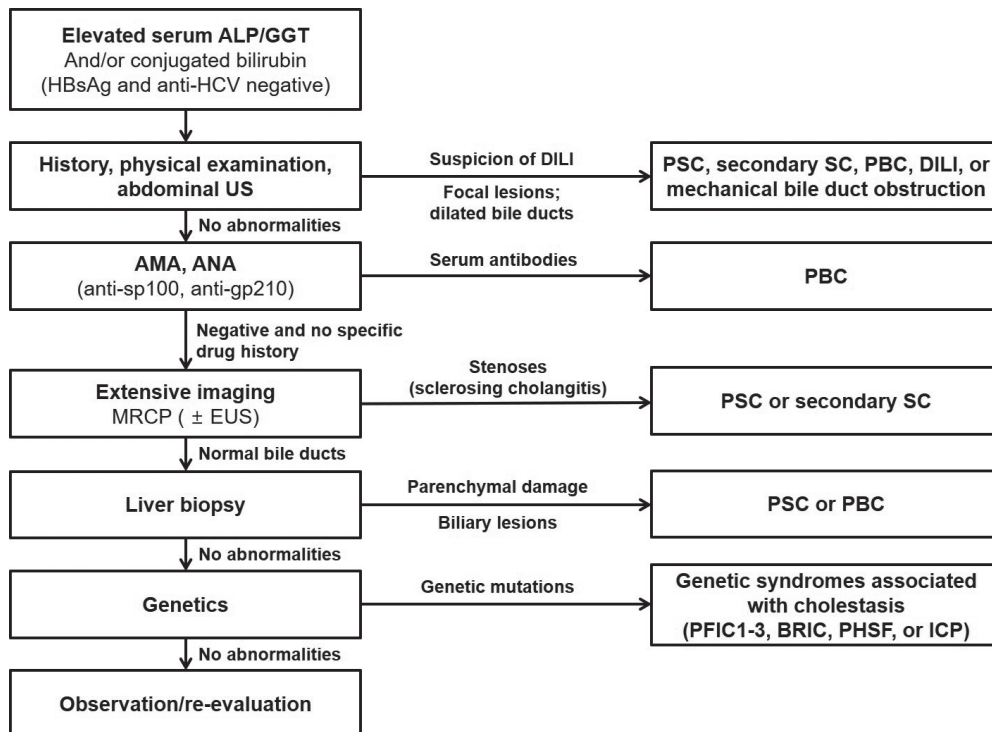 Elevated serum ALP/GGT
And/or conjugated bilirubin
(HBsAg and anti-HCV negative)
History, physical examination,
abdominal US
Suspicion of DILI
Focal lesions;
dilated bile ducts
PSC, secondary SC, PBC, DILI, or
mechanical bile duct obstruction
No abnormalities
AMA, ANA
(anti-sp100, anti-gp210)
Serum antibodies
PBC
Negative and no specific
drug history
Extensive imaging
MRCP ( ± EUS)
Stenoses
(sclerosing cholangitis)
PSC or secondary SC
Normal bile ducts
Liver biopsy
Parenchymal damage
Biliary lesions
PSC or PBC
No abnormalities
Genetics
Genetic mutations
Genetic syndromes associated
with cholestasis
(PFIC1-3, BRIC, PHSF, or ICP)
No abnormalities
Observation/re-evaluation